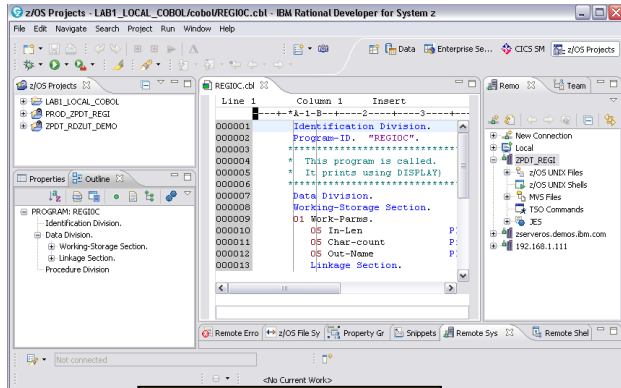 z/OS Projects - LAB1_LOCAL_COBOL/cobol/REGI0C.cbl - IBM Rational Developer for System z
File Edit Navigate Search Project Run Window Help
Data Enterprise Se... CICS SM z/OS Projects
z/OS Projects
LAB1_LOCAL_COBOL
PROD_ZPDT_REGI
ZPDT_RDZUT_DEMO
Properties Outline
PROGRAM: REGI0C
Identification Division.
Data Division.
Working-Storage Section.
Linkage Section.
Procedure Division
REGI0C.cbl
Line 1 Column 1 Insert
----+-*A-1-B--+----2----+----3----+---
000001 Identification Division.
000002 Program-ID. "REGI0C".
000003 *****************************
000004 * This program is called.
000005 * It prints using DISPLAY)
000006 *****************************
000007 Data Division.
000008 Working-Storage Section.
000009 01 Work-Parms.
000010 05 In-Len P
000011 05 Char-count P
000012 05 Out-Name P
000013 Linkage Section.
Remo Team
New Connection
Local
ZPDT_REGI
z/OS UNIX Files
z/OS UNIX Shells
MVS Files
TSO Commands
JES
zserveros.demos.ibm.com
192.168.1.111
Remote Erro z/OS File Sy Property Gr Snippets Remote Sys Remote Shel
Not connected
<No Current Work>